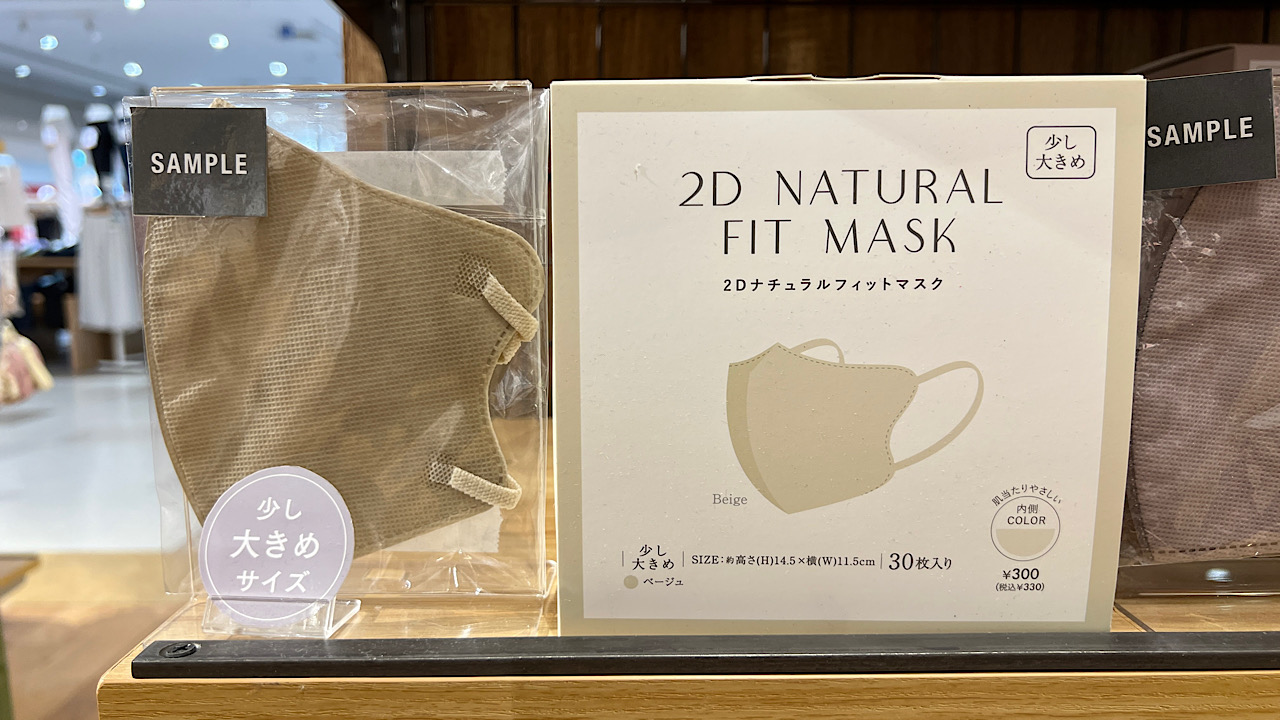 SAMPLE
少し
大きめ
サイズ
少し
大きめ
2D NATURAL
FIT MASK
2Dナチュラルフィットマスク
Beige
肌当たりやさしい
内側
COLOR
少し
大きめ
SIZE:約高さ(H)14.5×横(W)11.5cm
30枚入り
ベージュ
¥300
(税込¥330)
SAMPLE